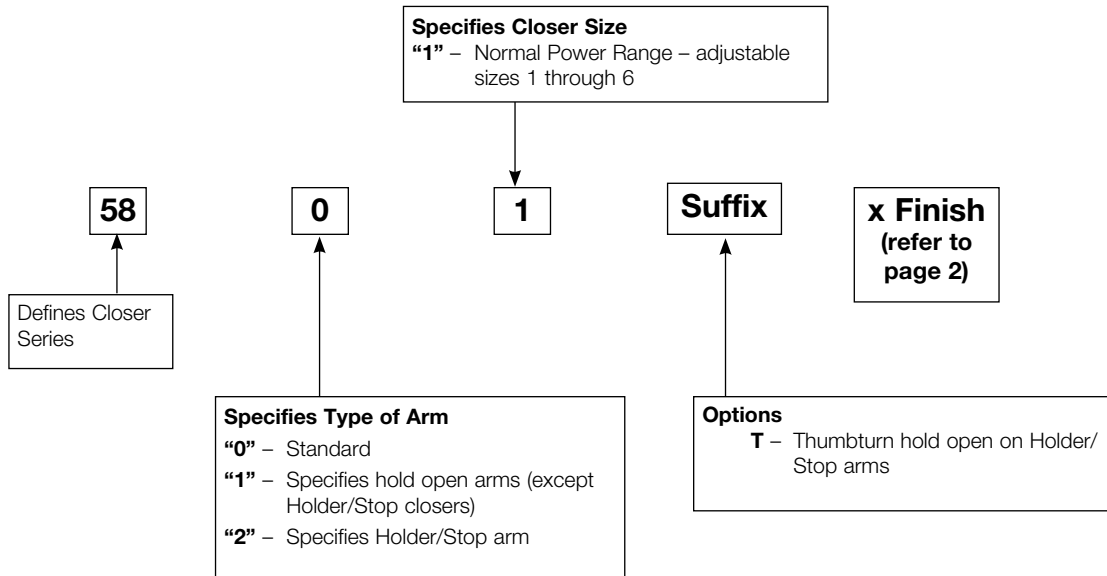 Specifies Closer Size
“1” – Normal Power Range – adjustable
sizes 1 through 6
58
0
1
Suffix
x Finish
(refer to
page 2)
Defines Closer
Series
Specifies Type of Arm
“0” – Standard
“1” – Specifies hold open arms (except
Holder/Stop closers)
“2” – Specifies Holder/Stop arm
Options
T – Thumbturn hold open on Holder/
Stop arms